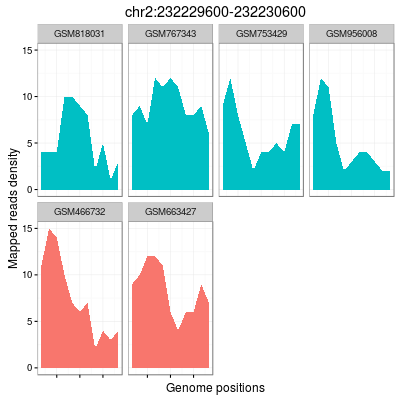 chr2:232229600-232230600
GSM818031 GSM767343 GSM753429 GSM956008
15
10
5
0
GSM466732 GSM663427
15
10
5
0
Mapped reads density
Genome positions